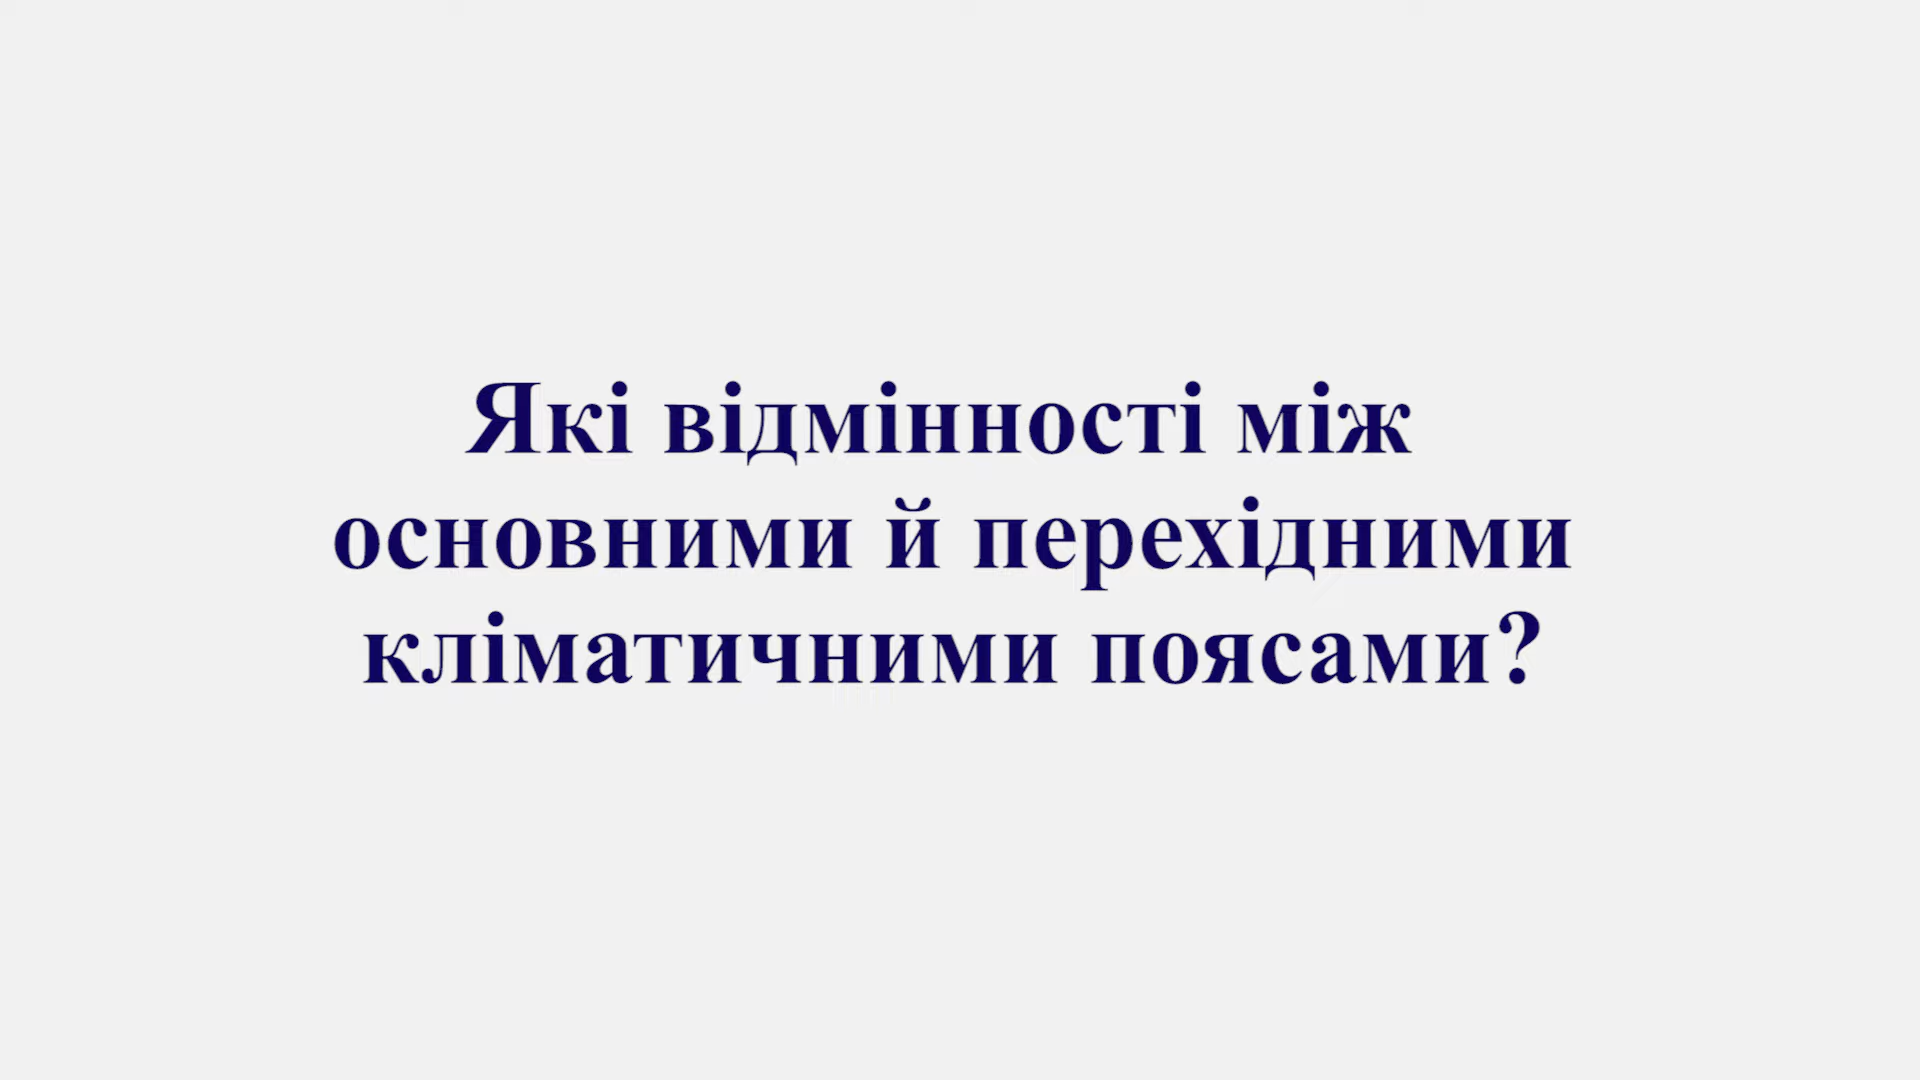 Які відмінності між
основними й перехідними
кліматичними поясами?